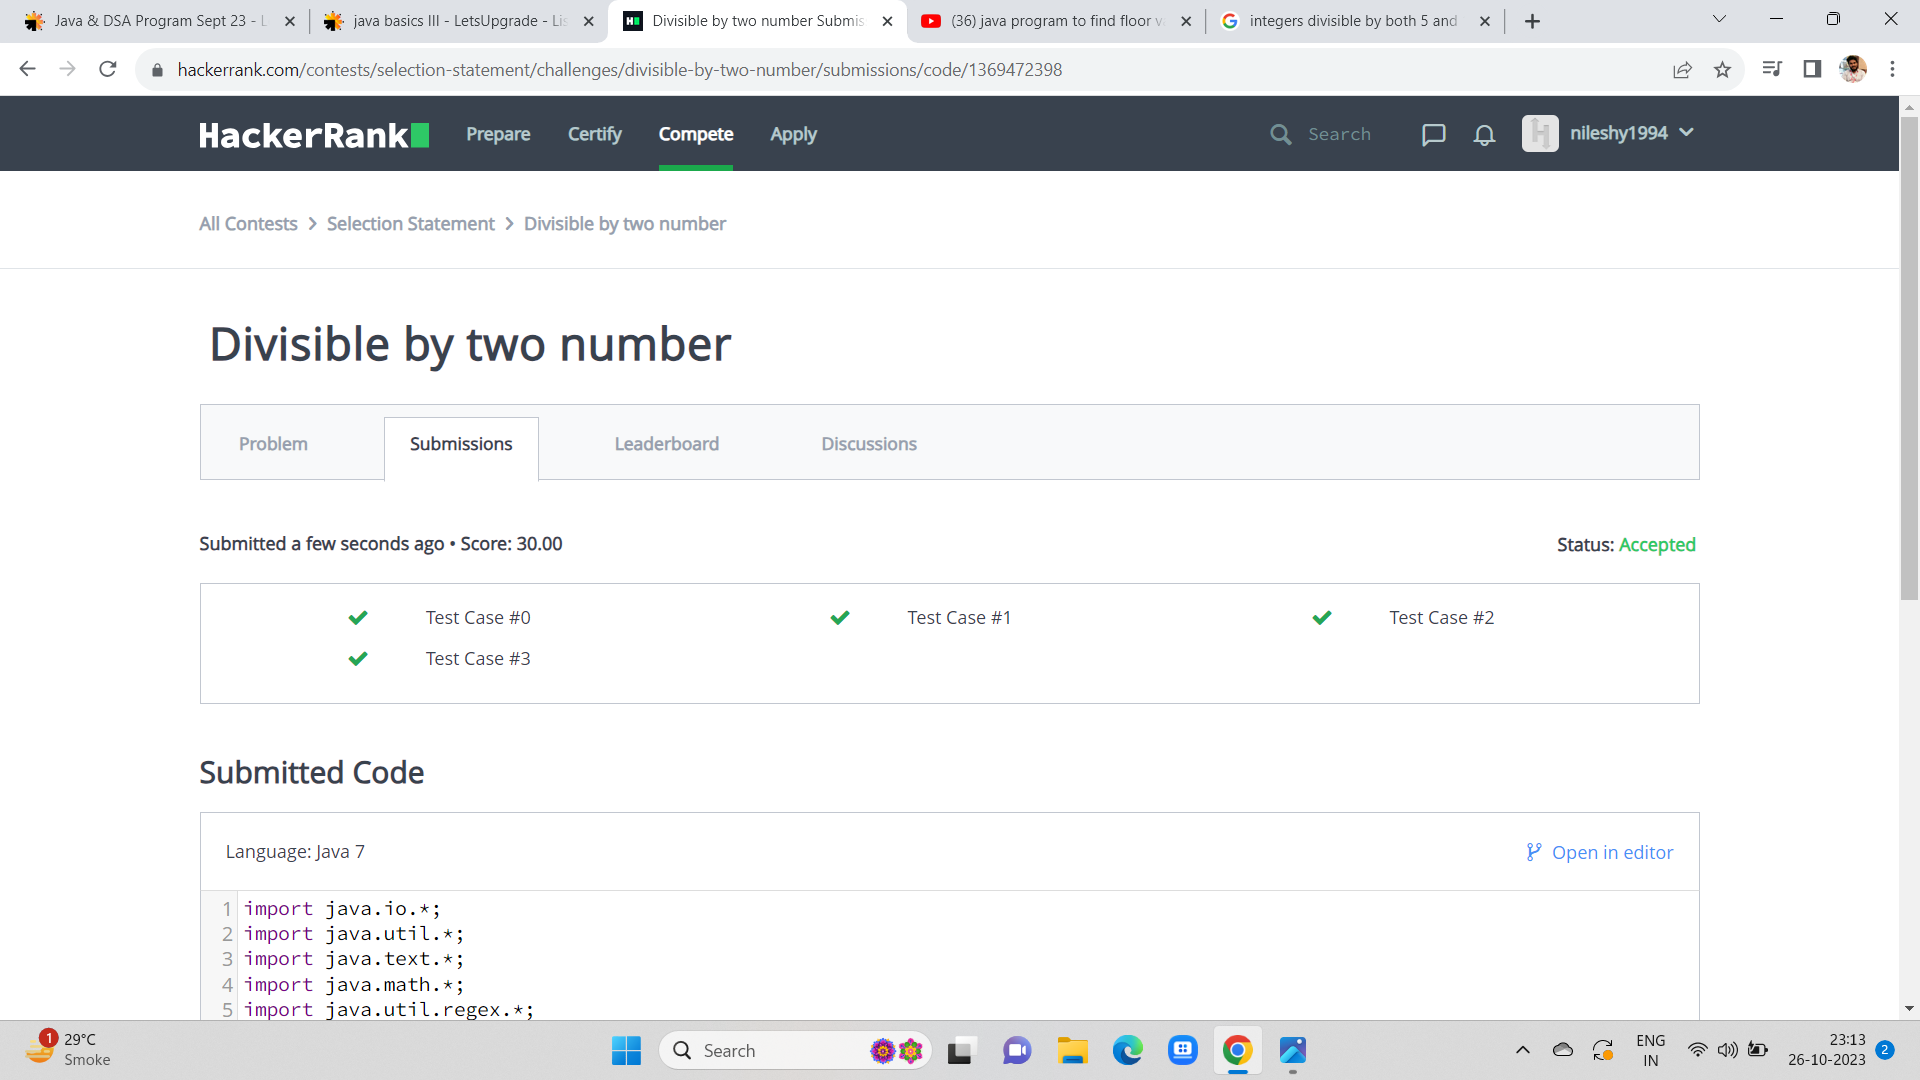 Java & DSA Program Sept 23 - L
java basics III - LetsUpgrade - Lis
Divisible by two number Submis
(36) java program to find floor va
integers divisible by both 5 and
hackerrank.com/contests/selection-statement/challenges/divisible-by-two-number/submissions/code/1369472398
HackerRank
Prepare
Certify
Compete
Apply
Search
nileshy1994
All Contests > Selection Statement > Divisible by two number
Divisible by two number
Problem
Submissions
Leaderboard
Discussions
Submitted a few seconds ago • Score: 30.00
Status: Accepted
Test Case #0
Test Case #1
Test Case #2
Test Case #3
Submitted Code
Language: Java 7
Open in editor
1 import java.io.*;
2 import java.util.*;
3 import java.text.*;
4 import java.math.*;
5 import java.util.regex.*;
1
29°C
Smoke
Search
ENG
IN
23:13
26-10-2023
2